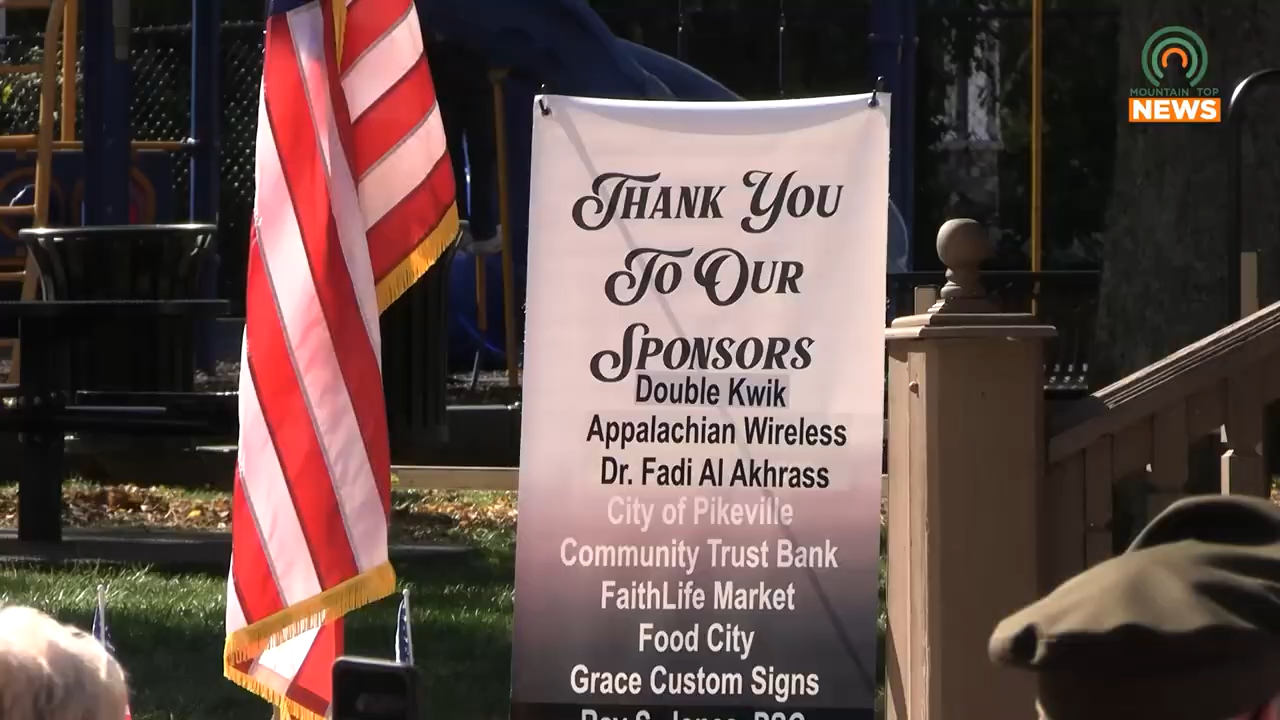 MOUNTAIN TOP
NEWS
THANK YOU
TO OUR
SPONSORS
Double Kwik
Appalachian Wireless
Dr. Fadi Al Akhrass
City of Pikeville
Community Trust Bank
FaithLife Market
Food City
Grace Custom Signs